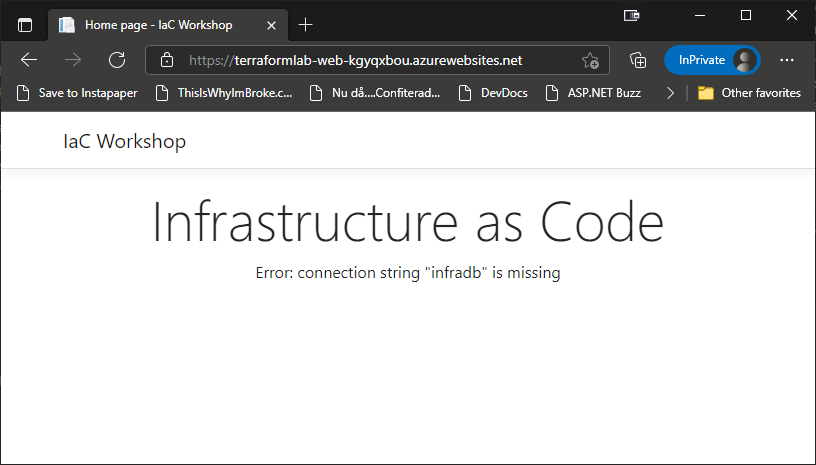 Home page - IaC Workshop
https://terraformlab-web-kgyqxbou.azurewebsites.net
InPrivate
Save to Instapaper
ThisIsWhyImBroke.c...
Nu då....Confiterad...
DevDocs
ASP.NET Buzz
Other favorites
IaC Workshop
Infrastructure as Code
Error: connection string "infradb" is missing